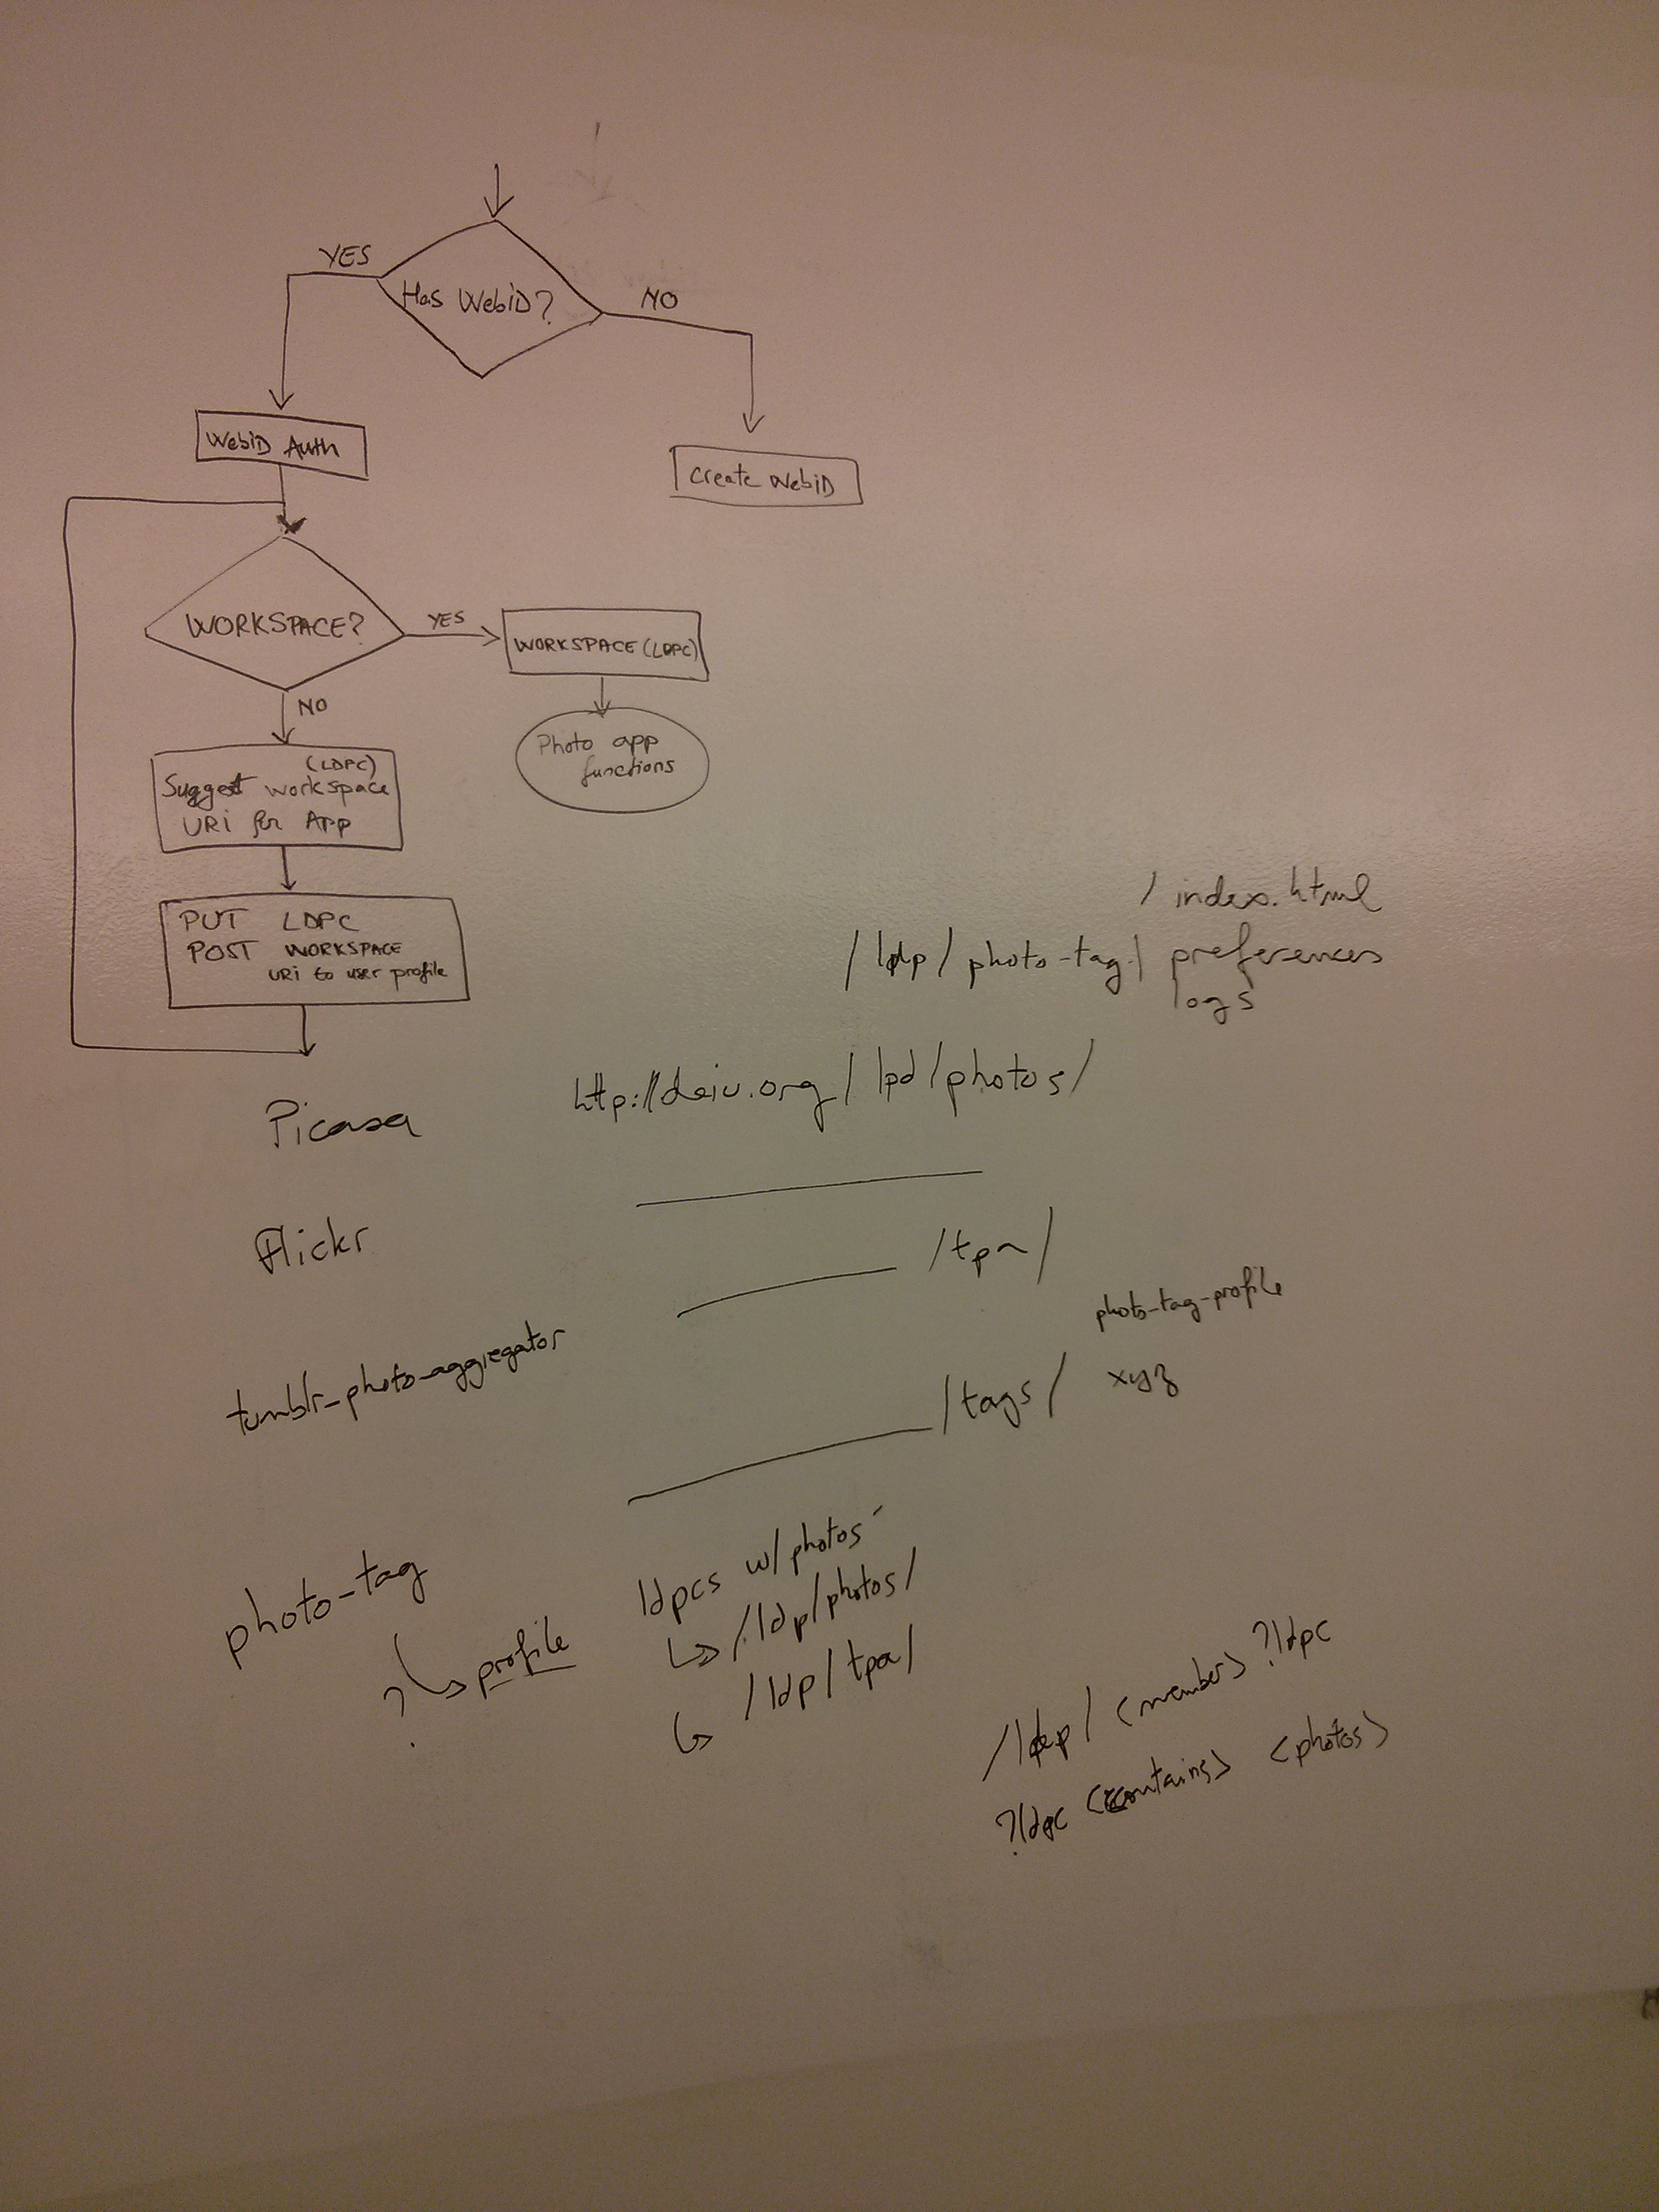 YES
Has WebiD?
NO
WebiD Auth
Create WebiD
WORKSPACE?
YES
WORKSPACE (LDPC)
NO
Photo app
functions
(LDPC)
Suggest workspace
URi for App
PUT LDPC
POST WORKSPACE
URi to user profile
/ index.html
/ldp/ photo-tag-/ preferences
logs
http://deiu.org/ lpd/photos/
Picasa
Flickr
/tpa/
photo-tag-profile
tumblr-photo-aggregator
/tags/ xyz
photo-tag
? profile
ldpcs w/photos
/ldp/photos/
/ldp/tpa/
/ldp/ <member> ?ldpc
?ldpc <contains> <photos>